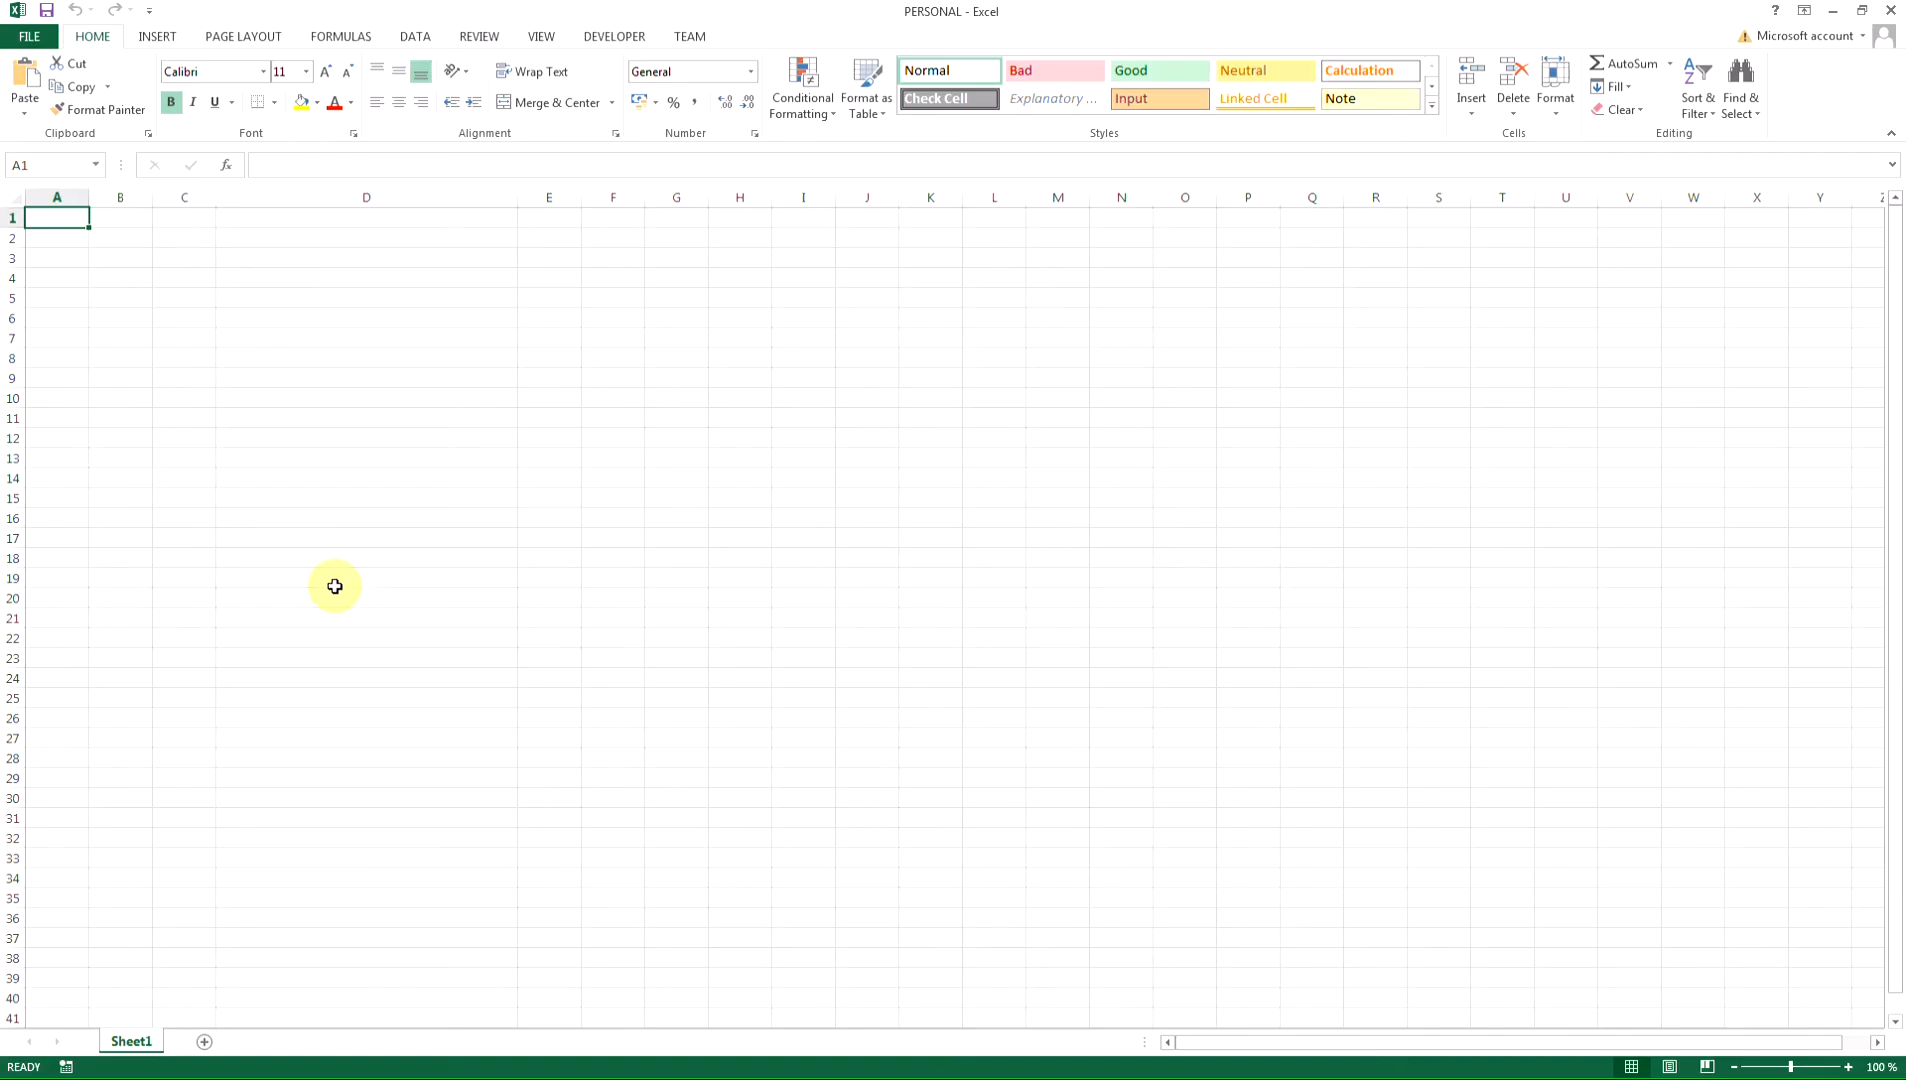 PERSONAL - Excel
?
FILE HOME INSERT PAGE LAYOUT FORMULAS DATA REVIEW VIEW DEVELOPER TEAM Microsoft account
Paste
Cut
Copy
Format Painter
Clipboard
Calibri 11
B I U
Font
Wrap Text
Merge & Center
Alignment
General
%
Number
Conditional Formatting
Format as Table
Normal Bad Good Neutral Calculation
Check Cell Explanatory ... Input Linked Cell Note
Styles
Insert Delete Format
Cells
AutoSum
Fill
Clear
Sort & Filter
Find & Select
Editing
A1 fx
A B C D E F G H I J K L M N O P Q R S T U V W X Y Z
1
2
3
4
5
6
7
8
9
10
11
12
13
14
15
16
17
18
19
20
21
22
23
24
25
26
27
28
29
30
31
32
33
34
35
36
37
38
39
40
41
Sheet1
READY 100 %